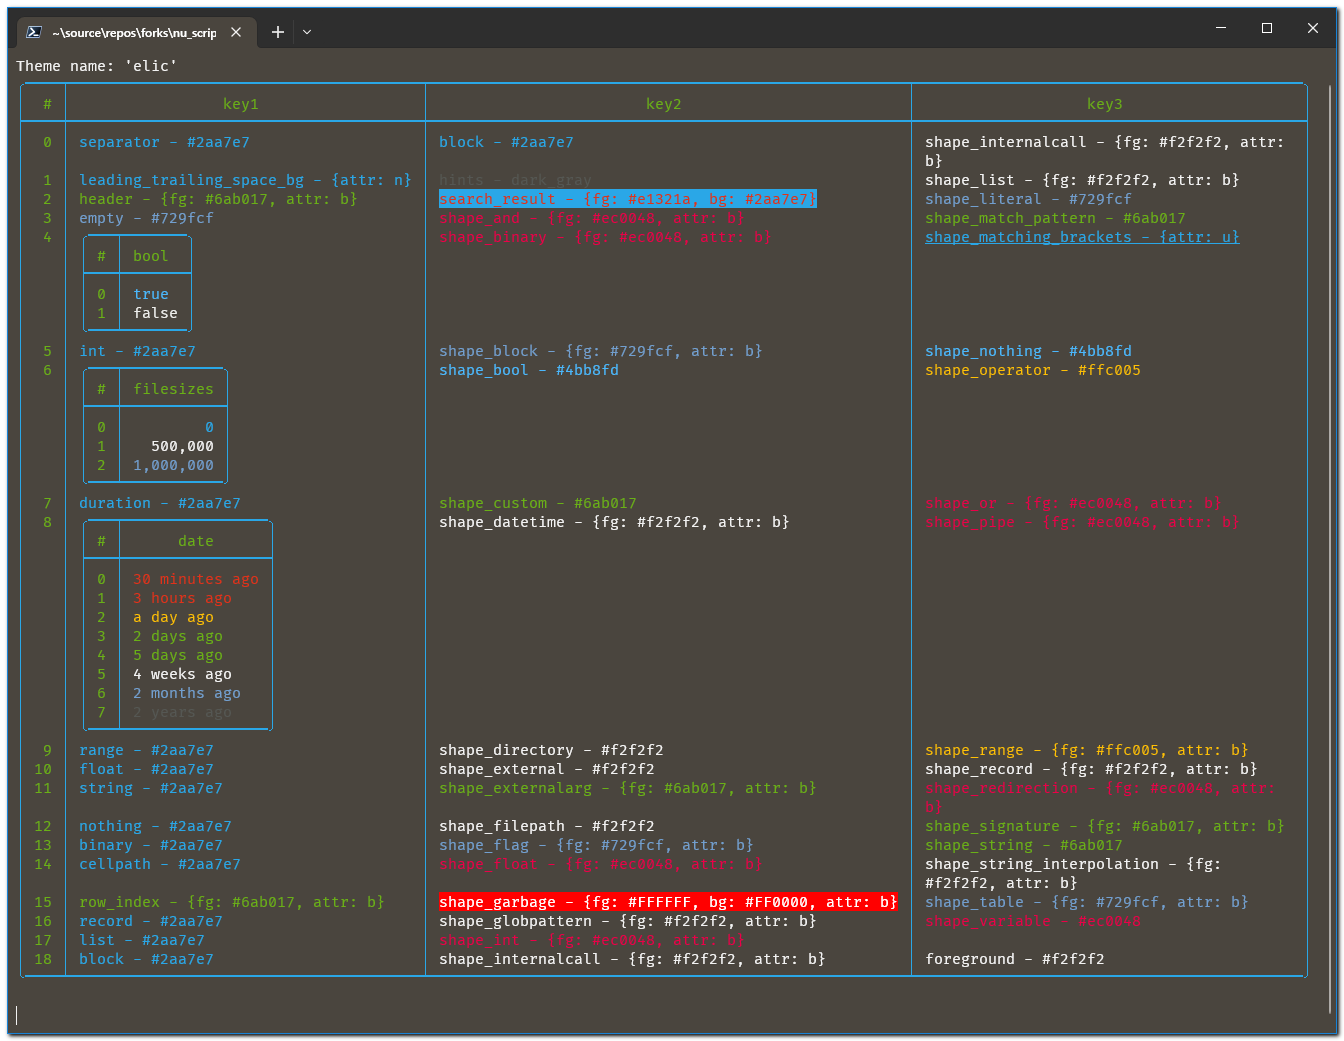 ~\source\repos\forks\nu_scrip
Theme name: 'elic'
# key1 key2 key3
0 separator - #2aa7e7 block - #2aa7e7 shape_internalcall - {fg: #f2f2f2, attr:
b}
1 leading_trailing_space_bg - {attr: n} hints - dark_gray shape_list - {fg: #f2f2f2, attr: b}
2 header - {fg: #6ab017, attr: b} search_result - {fg: #e1321a, bg: #2aa7e7} shape_literal - #729fcf
3 empty - #729fcf shape_and - {fg: #ec0048, attr: b} shape_match_pattern - #6ab017
4 shape_binary - {fg: #ec0048, attr: b} shape_matching_brackets - {attr: u}
# bool
0 true
1 false
5 int - #2aa7e7 shape_block - {fg: #729fcf, attr: b} shape_nothing - #4bb8fd
6 shape_bool - #4bb8fd shape_operator - #ffc005
# filesizes
0 0
1 500,000
2 1,000,000
7 duration - #2aa7e7 shape_custom - #6ab017 shape_or - {fg: #ec0048, attr: b}
8 shape_datetime - {fg: #f2f2f2, attr: b} shape_pipe - {fg: #ec0048, attr: b}
# date
0 30 minutes ago
1 3 hours ago
2 a day ago
3 2 days ago
4 5 days ago
5 4 weeks ago
6 2 months ago
7 2 years ago
9 range - #2aa7e7 shape_directory - #f2f2f2 shape_range - {fg: #ffc005, attr: b}
10 float - #2aa7e7 shape_external - #f2f2f2 shape_record - {fg: #f2f2f2, attr: b}
11 string - #2aa7e7 shape_externalarg - {fg: #6ab017, attr: b} shape_redirection - {fg: #ec0048, attr:
b}
12 nothing - #2aa7e7 shape_filepath - #f2f2f2 shape_signature - {fg: #6ab017, attr: b}
13 binary - #2aa7e7 shape_flag - {fg: #729fcf, attr: b} shape_string - #6ab017
14 cellpath - #2aa7e7 shape_float - {fg: #ec0048, attr: b} shape_string_interpolation - {fg:
#f2f2f2, attr: b}
15 row_index - {fg: #6ab017, attr: b} shape_garbage - {fg: #FFFFFF, bg: #FF0000, attr: b} shape_table - {fg: #729fcf, attr: b}
16 record - #2aa7e7 shape_globpattern - {fg: #f2f2f2, attr: b} shape_variable - #ec0048
17 list - #2aa7e7 shape_int - {fg: #ec0048, attr: b}
18 block - #2aa7e7 shape_internalcall - {fg: #f2f2f2, attr: b} foreground - #f2f2f2